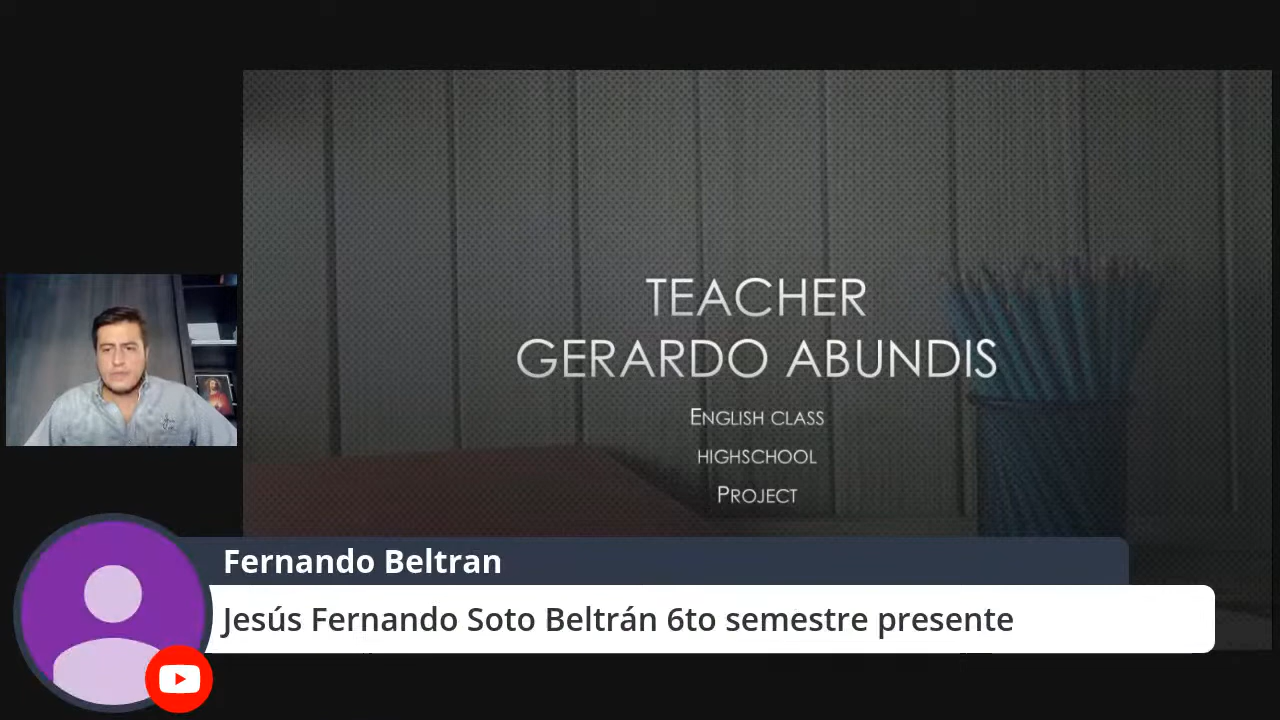 TEACHER
GERARDO ABUNDIS
ENGLISH CLASS
HIGHSCHOOL
PROJECT
Fernando Beltran
Jesús Fernando Soto Beltrán 6to semestre presente